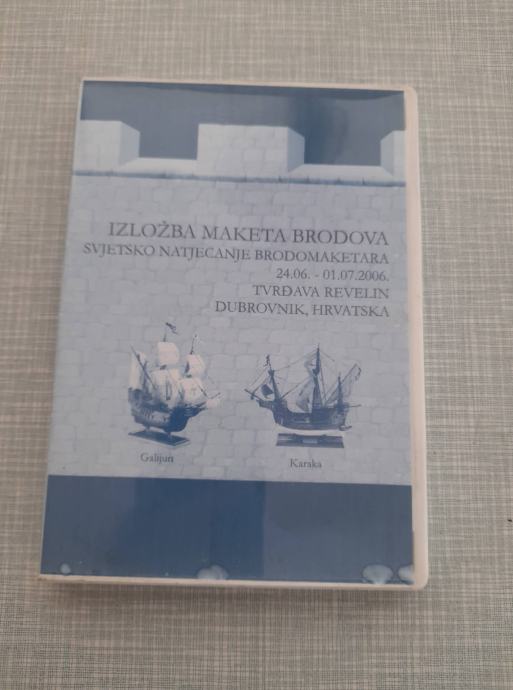 IZLOŽBA MAKETA BRODOVA
SVJETSKO NATJECANJE BRODOMAKETARA
24.06. - 01.07.2006.
TVRĐAVA REVELIN
DUBROVNIK, HRVATSKA
Galijun
Karaka